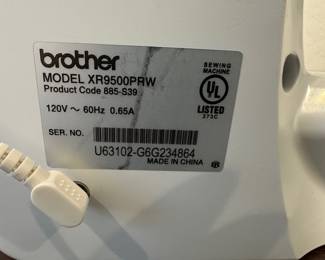 brother
MODEL XR9500PRW
Product Code 885-S39
120V ~ 60Hz 0.65A
SEWING
MACHINE
UL
LISTED
273C
SER. NO.
U63102-G6G234864
MADE IN CHINA